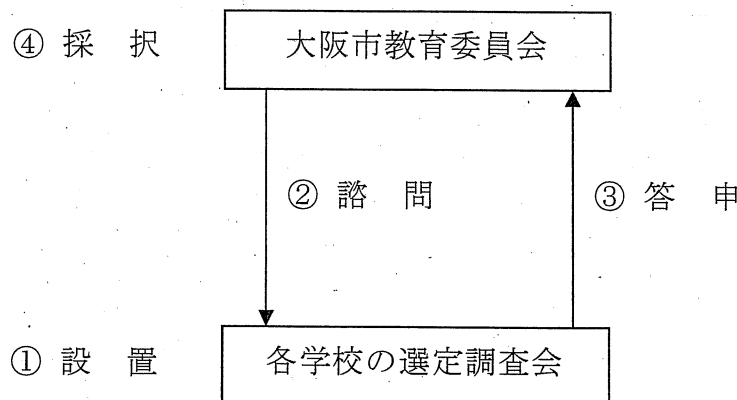 ④ 採 択
大阪市教育委員会
② 諮 問
③ 答 申
① 設 置
各学校の選定調査会